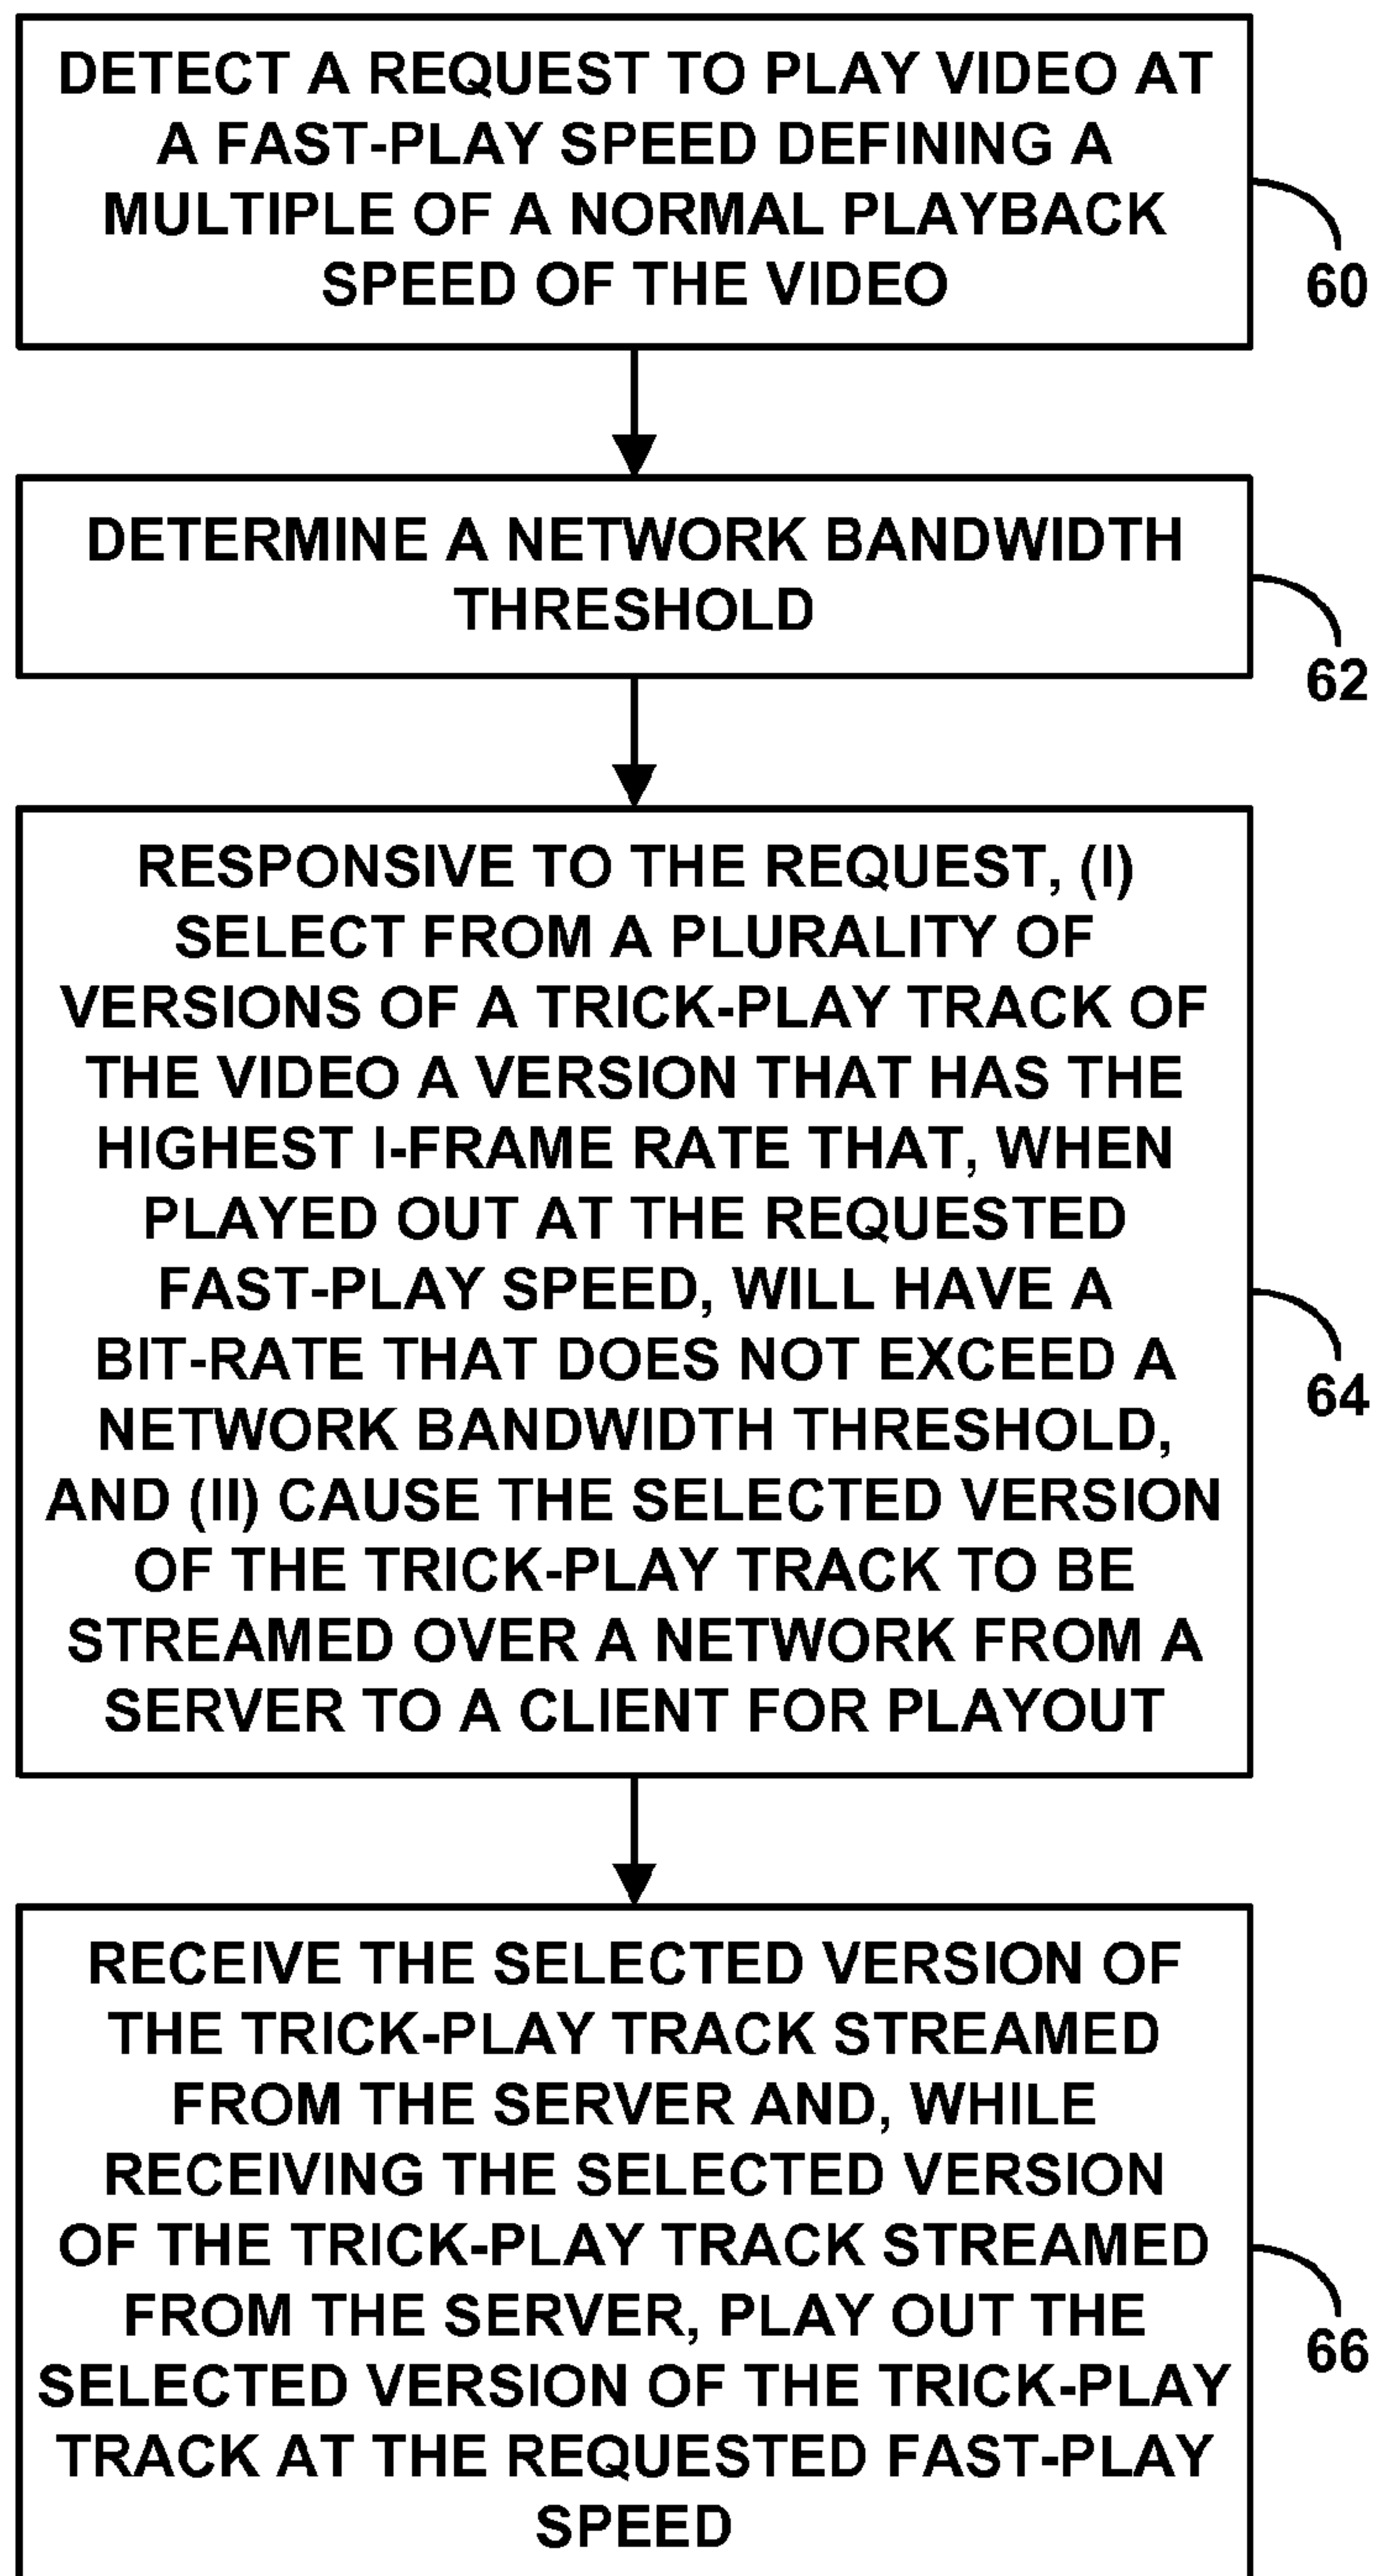 DETECT A REQUEST TO PLAY VIDEO AT
A FAST-PLAY SPEED DEFINING A
MULTIPLE OF A NORMAL PLAYBACK
SPEED OF THE VIDEO
60
DETERMINE A NETWORK BANDWIDTH
THRESHOLD
62
RESPONSIVE TO THE REQUEST, (I)
SELECT FROM A PLURALITY OF
VERSIONS OF A TRICK-PLAY TRACK OF
THE VIDEO A VERSION THAT HAS THE
HIGHEST I-FRAME RATE THAT, WHEN
PLAYED OUT AT THE REQUESTED
FAST-PLAY SPEED, WILL HAVE A
BIT-RATE THAT DOES NOT EXCEED A
NETWORK BANDWIDTH THRESHOLD,
AND (II) CAUSE THE SELECTED VERSION
OF THE TRICK-PLAY TRACK TO BE
STREAMED OVER A NETWORK FROM A
SERVER TO A CLIENT FOR PLAYOUT
64
RECEIVE THE SELECTED VERSION OF
THE TRICK-PLAY TRACK STREAMED
FROM THE SERVER AND, WHILE
RECEIVING THE SELECTED VERSION
OF THE TRICK-PLAY TRACK STREAMED
FROM THE SERVER, PLAY OUT THE
SELECTED VERSION OF THE TRICK-PLAY
TRACK AT THE REQUESTED FAST-PLAY
SPEED
66